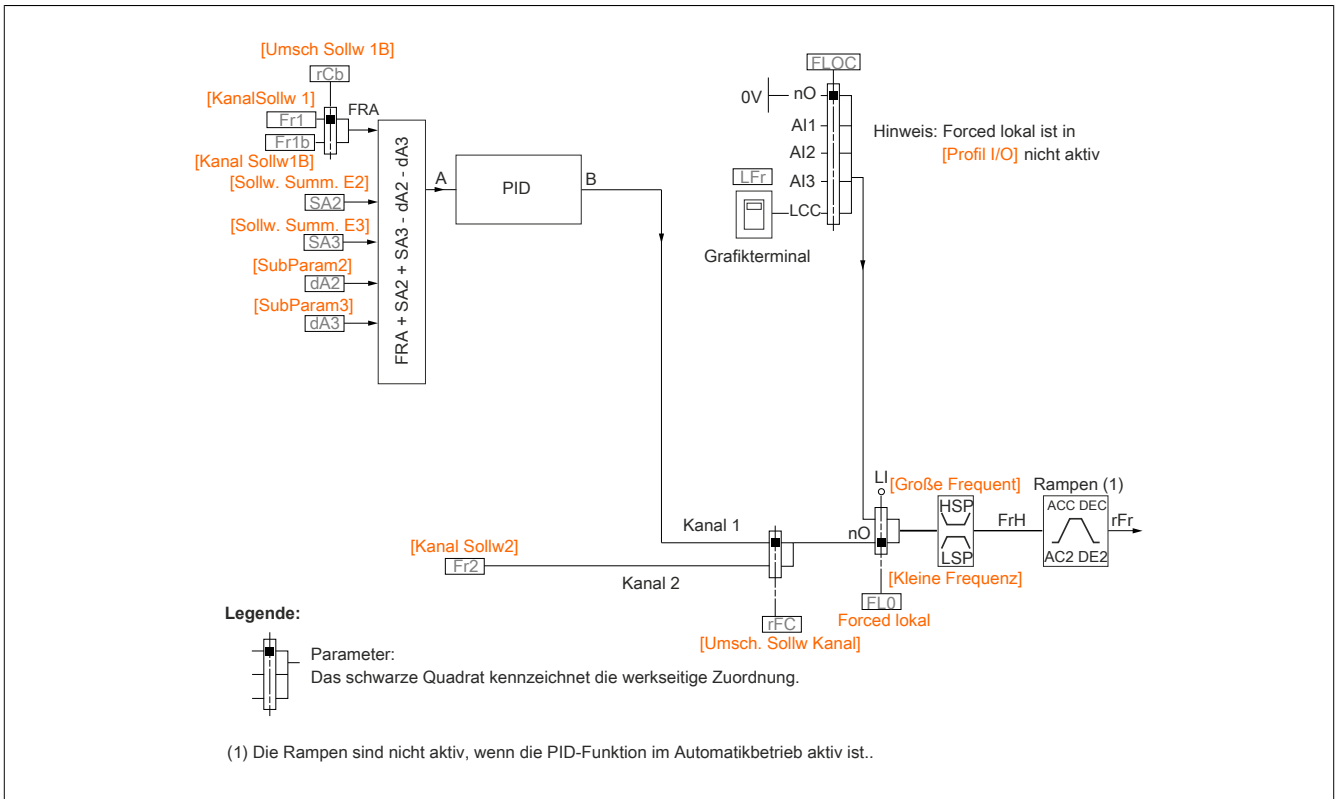 [Umsch Sollw 1B]
rCb
[KanalSollw 1]
FRA
Fr1
Fr1b
[Kanal Sollw1B]
[Sollw. Summ. E2]
SA2
[Sollw. Summ. E3]
SA3
[SubParam2]
dA2
[SubParam3]
dA3
FRA + SA2 + SA3 - dA2 - dA3
A
PID
B
FLOC
0V
nO
AI1
AI2
AI3
LCC
LFr
Grafikterminal
Hinweis: Forced lokal ist in
[Profil I/O] nicht aktiv
LI
[Große Frequent]
Rampen (1)
HSP
LSP
FrH
ACC DEC
AC2 DE2
rFr
Kanal 1
nO
[Kanal Sollw2]
Fr2
Kanal 2
[Kleine Frequenz]
FL0
Forced lokal
rFC
[Umsch. Sollw Kanal]
Legende:
Parameter:
Das schwarze Quadrat kennzeichnet die werkseitige Zuordnung.
(1) Die Rampen sind nicht aktiv, wenn die PID-Funktion im Automatikbetrieb aktiv ist..